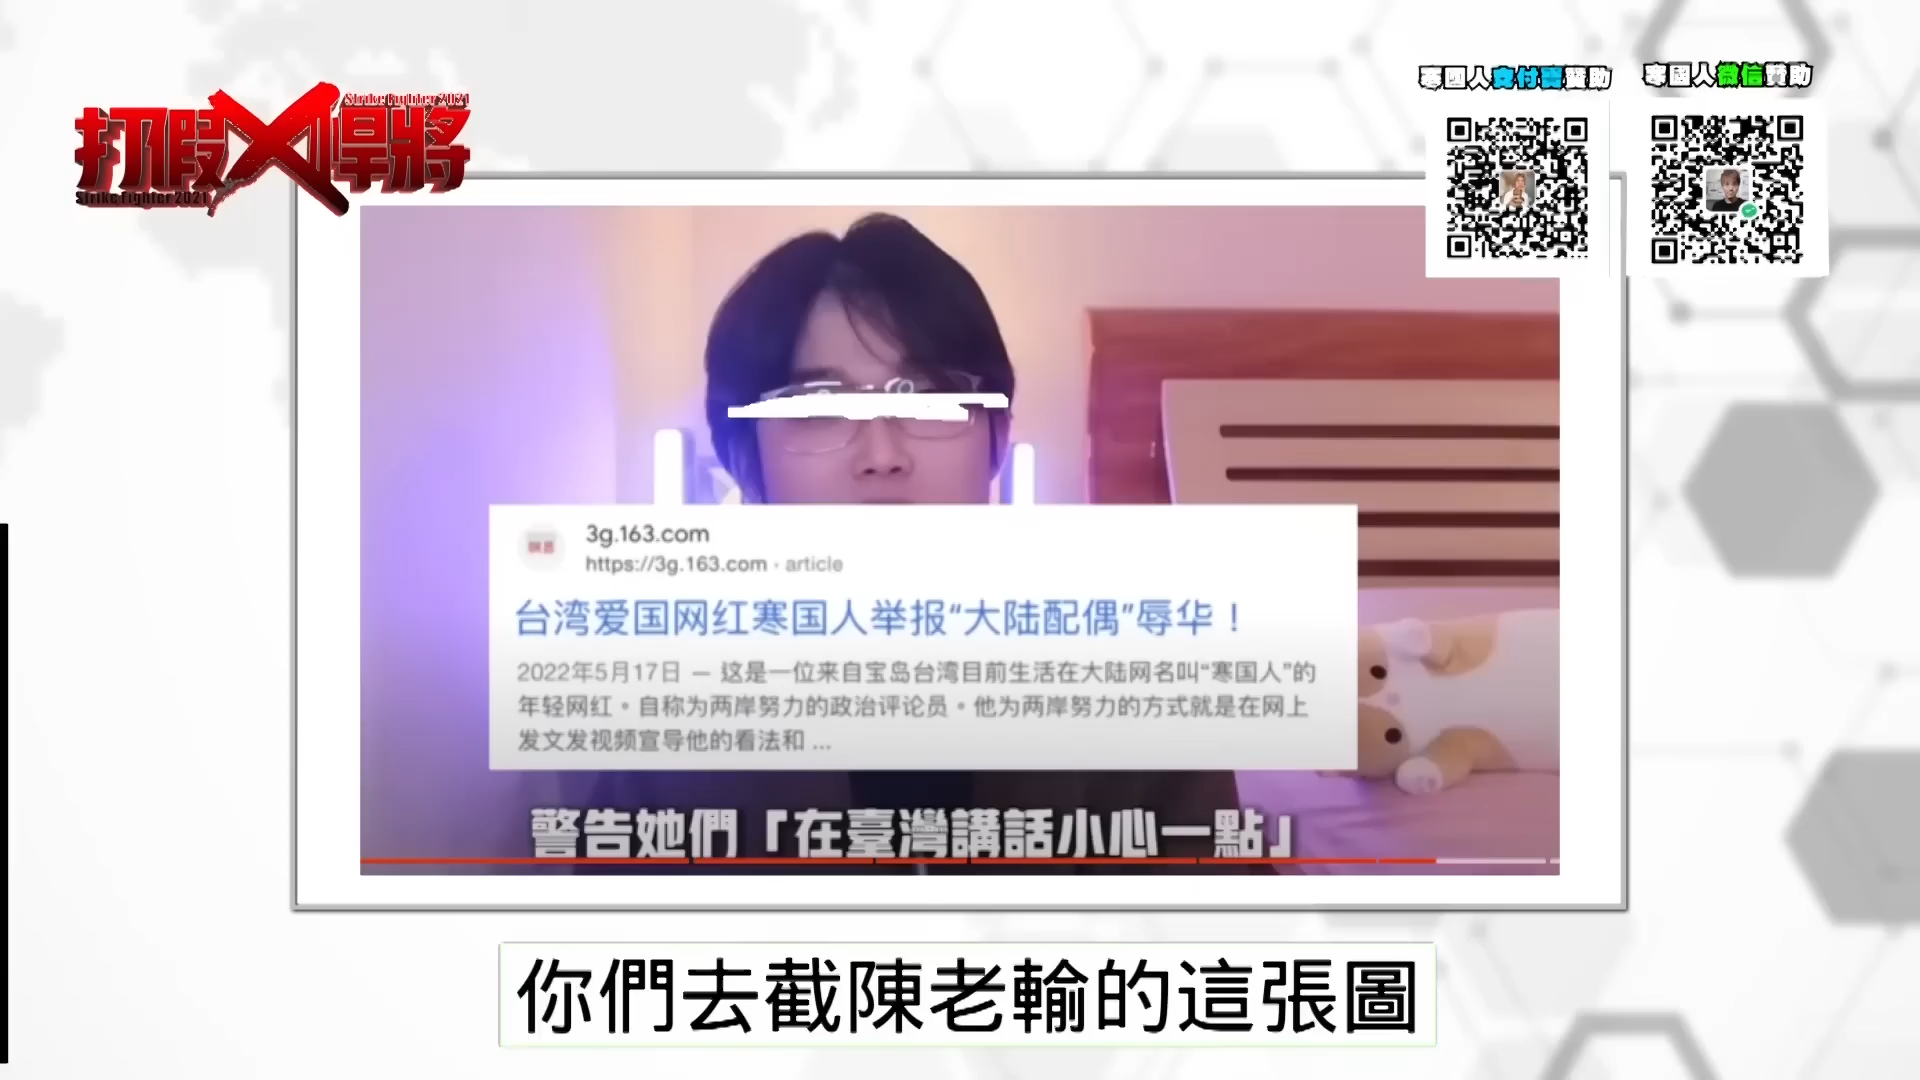 打假悍將
Strike Fighter 2021
Strike Fighter 2021
寒國人支付寶贊助
寒國人微信贊助
3g.163.com
https://3g.163.com · article
台湾爱国网红寒国人举报“大陆配偶”辱华！
2022年5月17日 — 这是一位来自宝岛台湾目前生活在大陆网名叫“寒国人”的
年轻网红。自称为两岸努力的政治评论员。他为两岸努力的方式就是在网上
发文发视频宣导他的看法和 ...
警告她們「在臺灣講話小心一點」
你們去截陳老輸的這張圖